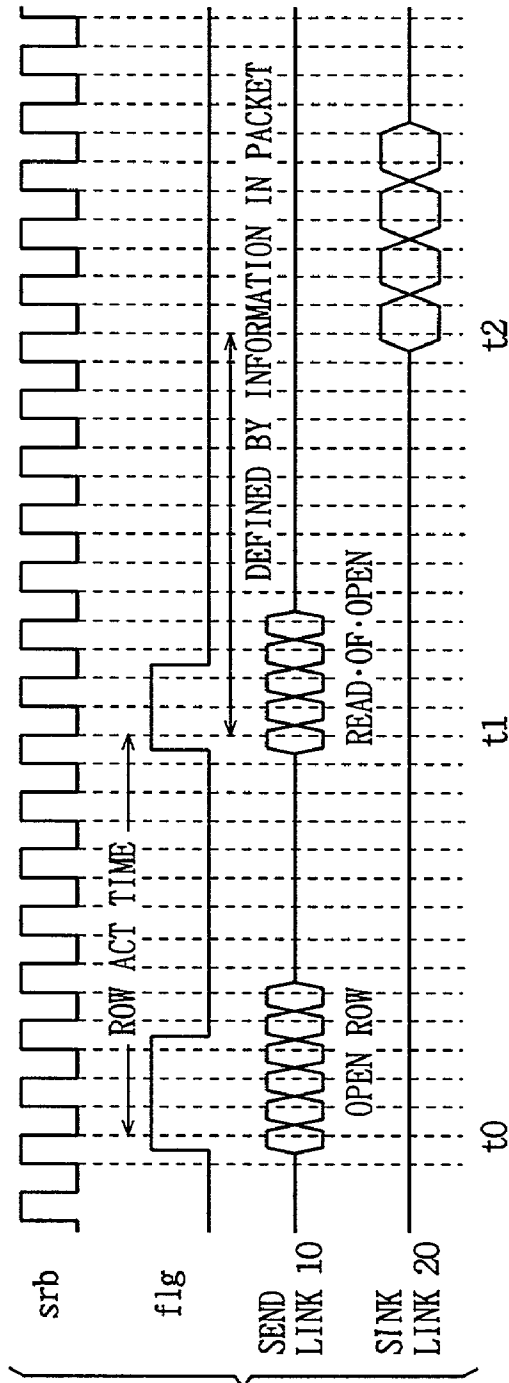 srb
flg
ROW ACT TIME
DEFINED BY INFORMATION IN PACKET
SEND
LINK 10
OPEN ROW
READ·OF·OPEN
SINK
LINK 20
t0
t1
t2